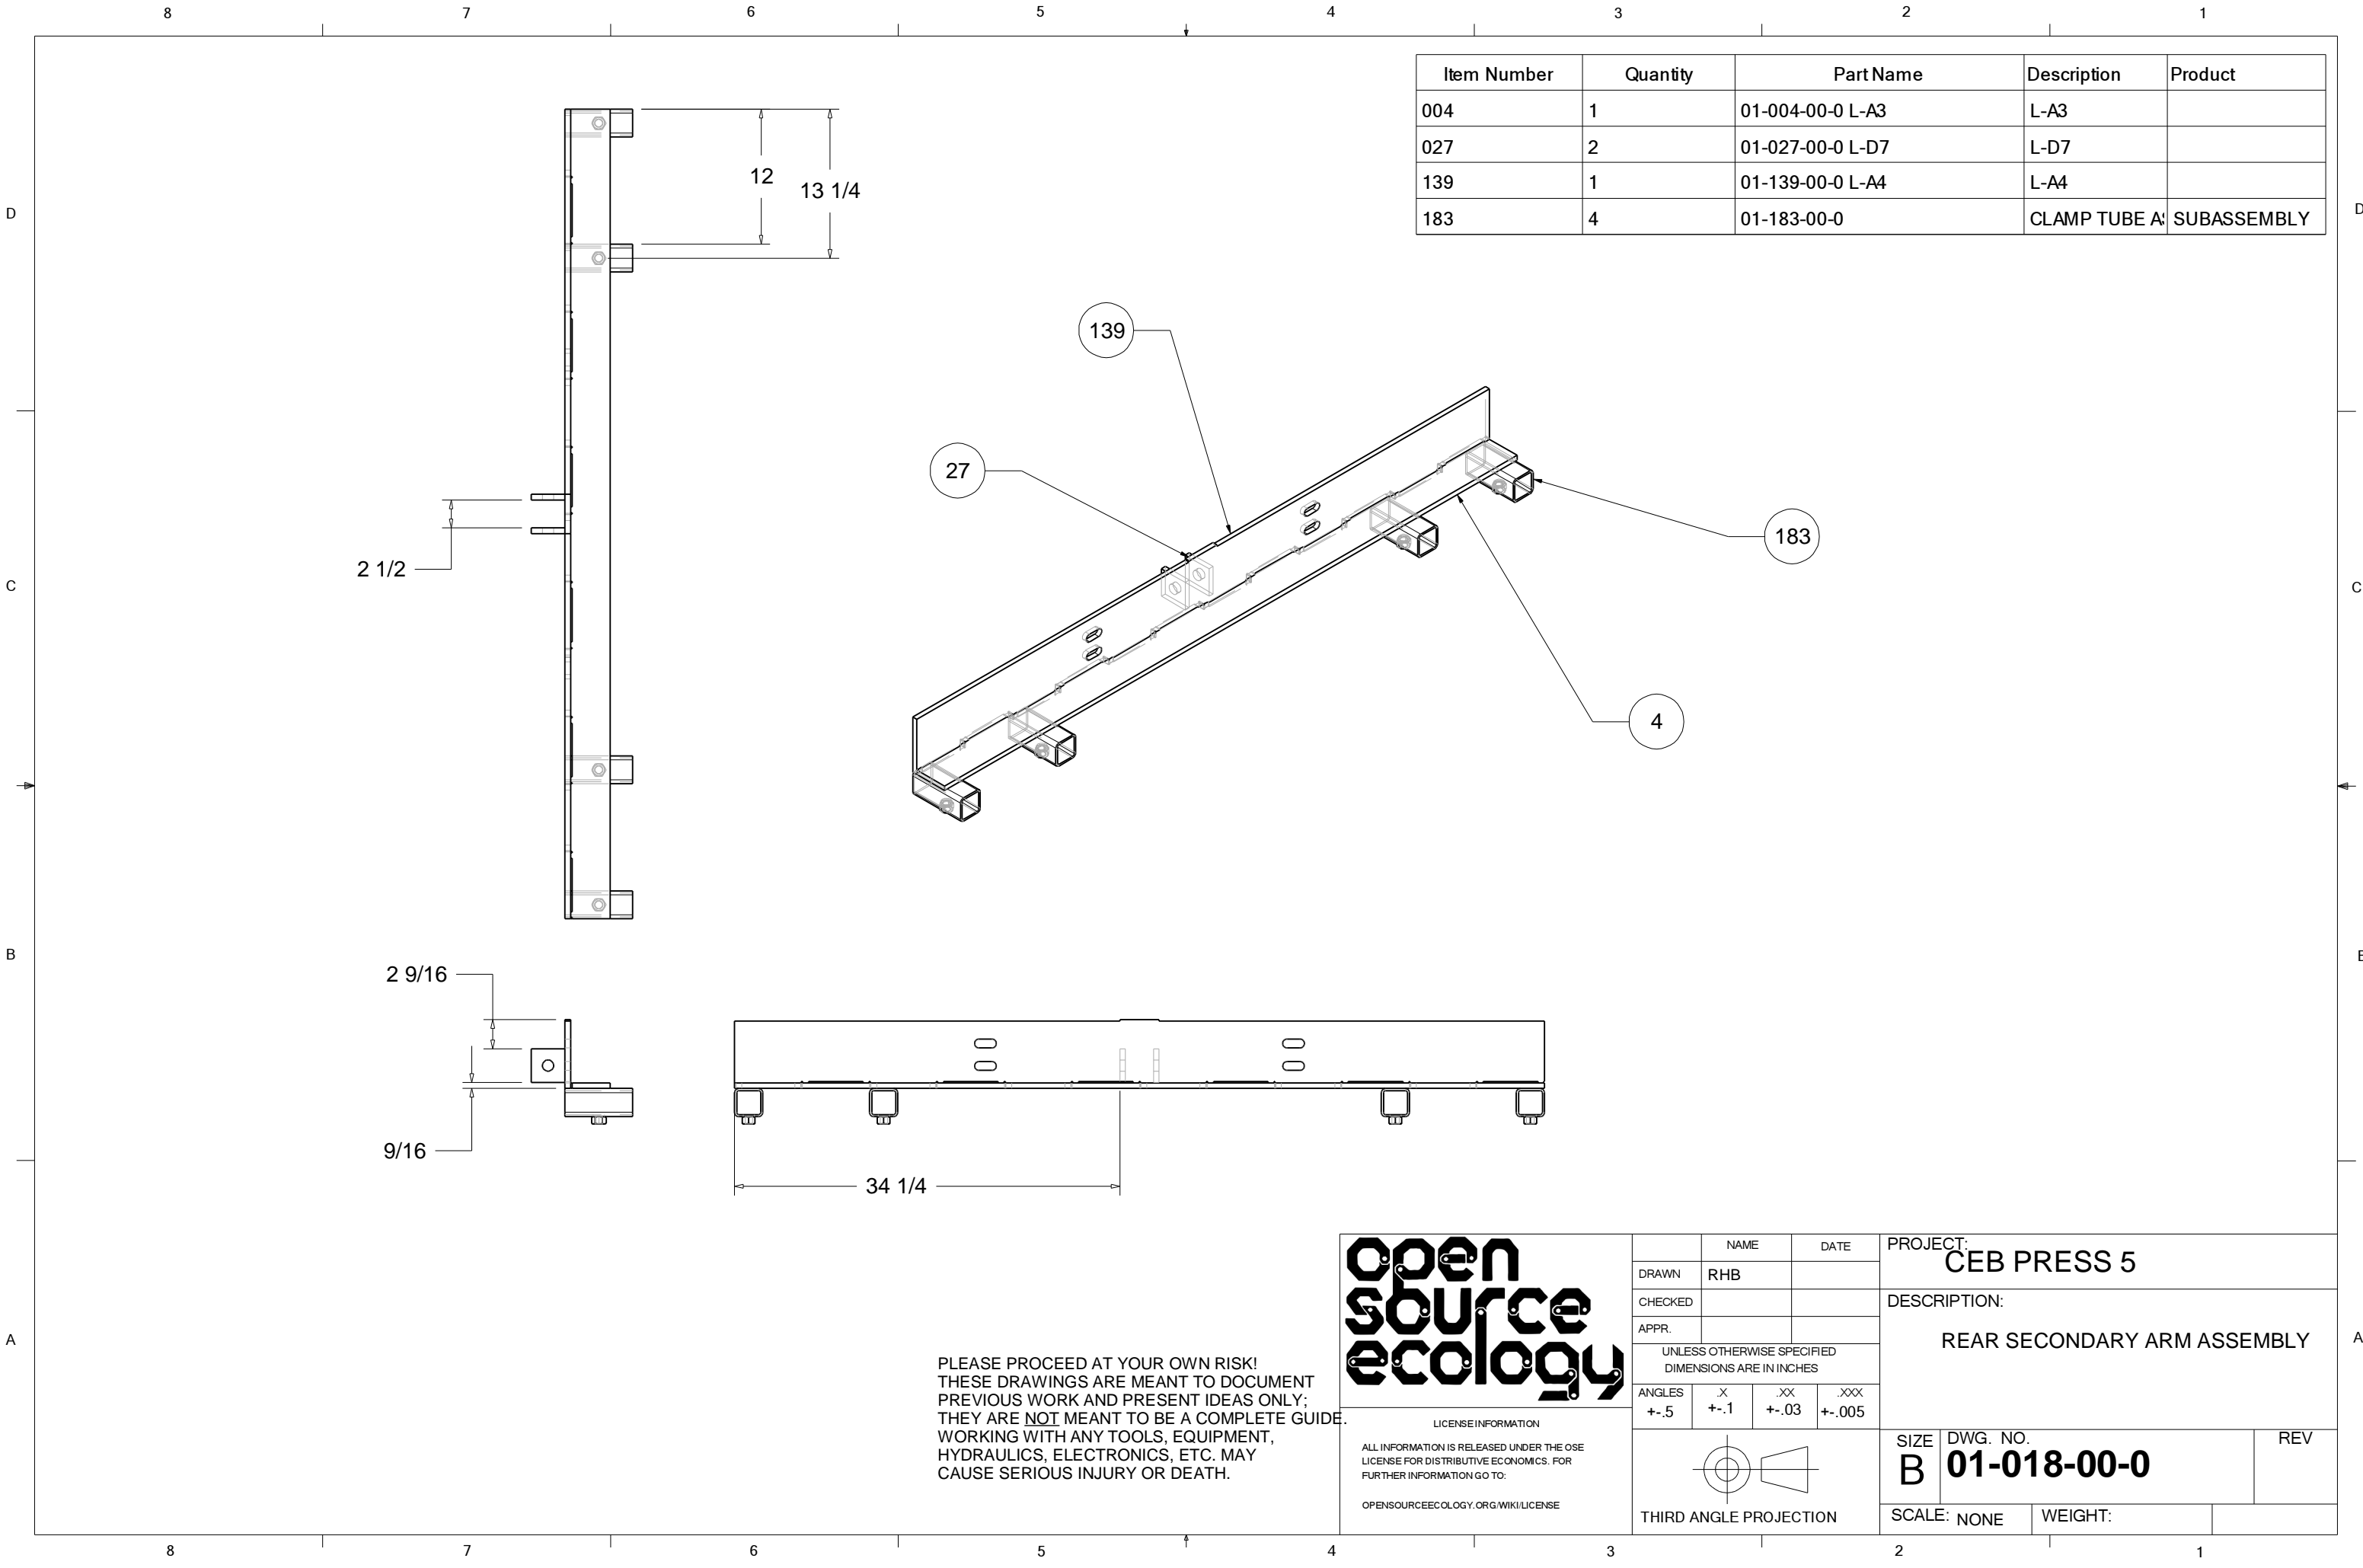 8 7 6 5 4 3 2 1
Item Number Quantity Part Name Description Product
004 1 01-004-00-0 L-A3 L-A3
027 2 01-027-00-0 L-D7 L-D7
139 1 01-139-00-0 L-A4 L-A4
183 4 01-183-00-0 CLAMP TUBE SUBASSEMBLY
D D
12
13 1/4
139
27
183
2 1/2
C C
4
B
2 9/16
9/16
34 1/4
A A
PLEASE PROCEED AT YOUR OWN RISK!
THESE DRAWINGS ARE MEANT TO DOCUMENT
PREVIOUS WORK AND PRESENT IDEAS ONLY;
THEY ARE NOT MEANT TO BE A COMPLETE GUIDE.
WORKING WITH ANY TOOLS, EQUIPMENT,
HYDRAULICS, ELECTRONICS, ETC. MAY
CAUSE SERIOUS INJURY OR DEATH.
open
source
ecology
LICENSE INFORMATION
ALL INFORMATION IS RELEASED UNDER THE OSE
LICENSE FOR DISTRIBUTIVE ECONOMICS. FOR
FURTHER INFORMATION GO TO:
OPENSOURCEECOLOGY.ORG/WIKI/LICENSE
NAME DATE
DRAWN RHB
CHECKED
APPR.
UNLESS OTHERWISE SPECIFIED
DIMENSIONS ARE IN INCHES
ANGLES .X .XX .XXX
+-.5 +-.1 +-.03 +-.005
THIRD ANGLE PROJECTION
PROJECT:
CEB PRESS 5
DESCRIPTION:
REAR SECONDARY ARM ASSEMBLY
SIZE DWG. NO. REV
B 01-018-00-0
SCALE: NONE WEIGHT:
8 7 6 5 4 3 2 1